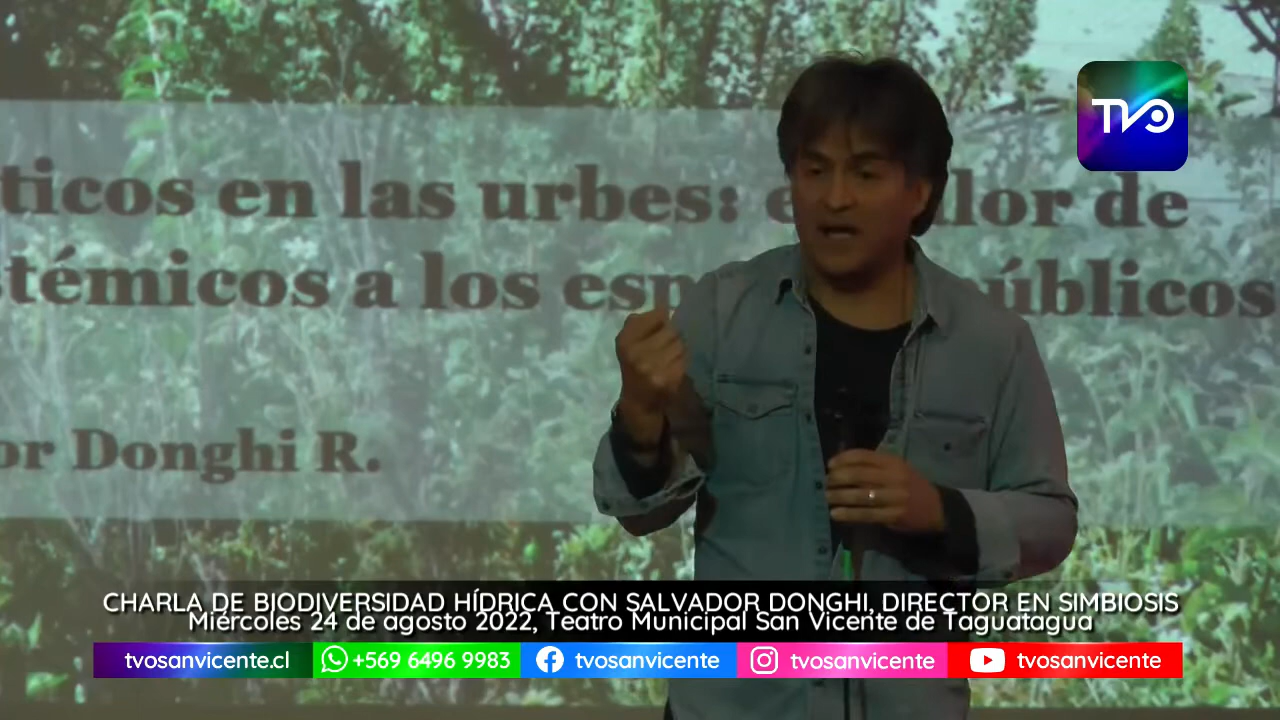 TVO
ticos en las urbes: e lor de
stémicos a los esp úblicos
or Donghi R.
CHARLA DE BIODIVERSIDAD HÍDRICA CON SALVADOR DONGHI, DIRECTOR EN SIMBIOSIS
Miércoles 24 de agosto 2022, Teatro Municipal San Vicente de Taguatagua
tvosanvicente.cl +569 6496 9983 tvosanvicente tvosanvicente tvosanvicente